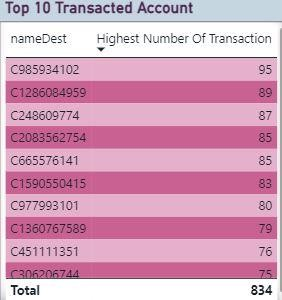 Top 10 Transacted Account
nameDest Highest Number Of Transaction
C985934102 95
C1286084959 89
C248609774 87
C2083562754 85
C665576141 85
C1590550415 83
C977993101 80
C1360767589 79
C451111351 76
C306206744 75
Total 834